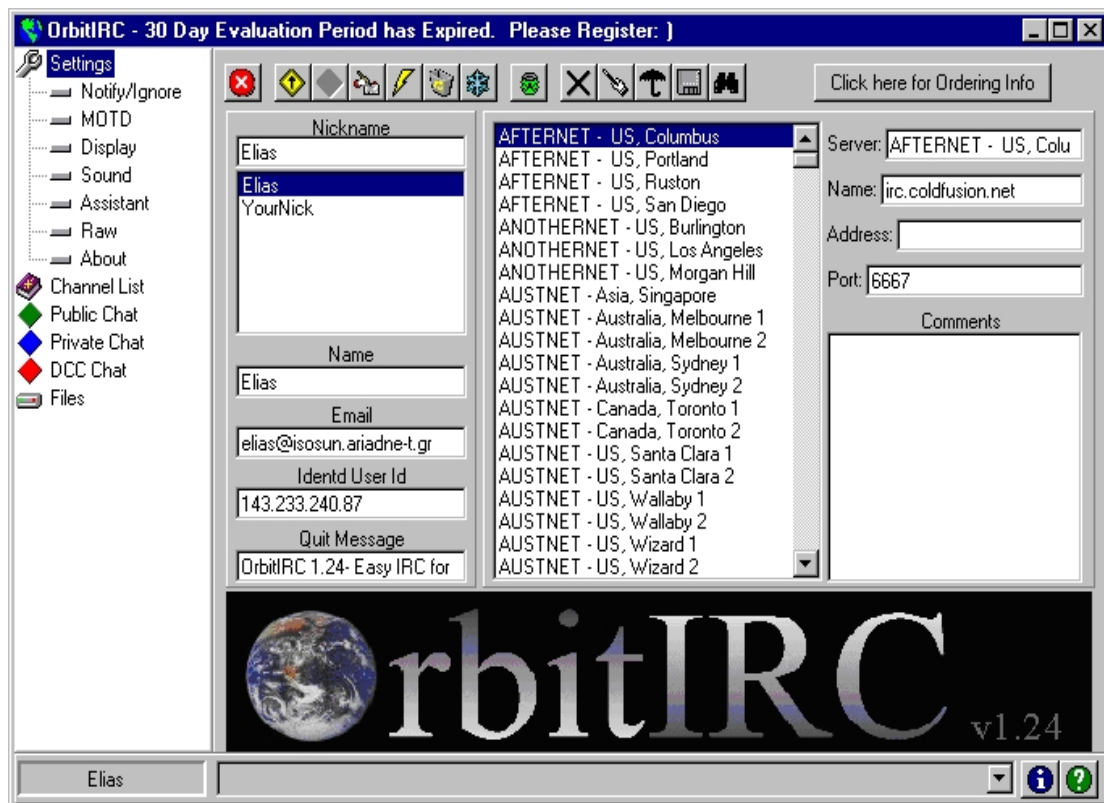 OrbitIRC - 30 Day Evaluation Period has Expired. Please Register: )
Settings
Notify/Ignore
MOTD
Display
Sound
Assistant
Raw
About
Channel List
Public Chat
Private Chat
DCC Chat
Files
Click here for Ordering Info
Nickname
Elias
Elias
YourNick
Name
Elias
Email
elias@isosun.ariadne-t.gr
Identd User Id
143.233.240.87
Quit Message
OrbitIRC 1.24- Easy IRC for
AFTERNET - US, Columbus
AFTERNET - US, Portland
AFTERNET - US, Ruston
AFTERNET - US, San Diego
ANOTHERNET - US, Burlington
ANOTHERNET - US, Los Angeles
ANOTHERNET - US, Morgan Hill
AUSTNET - Asia, Singapore
AUSTNET - Australia, Melbourne 1
AUSTNET - Australia, Melbourne 2
AUSTNET - Australia, Sydney 1
AUSTNET - Australia, Sydney 2
AUSTNET - Canada, Toronto 1
AUSTNET - Canada, Toronto 2
AUSTNET - US, Santa Clara 1
AUSTNET - US, Santa Clara 2
AUSTNET - US, Wallaby 1
AUSTNET - US, Wallaby 2
AUSTNET - US, Wizard 1
AUSTNET - US, Wizard 2
Server: AFTERNET - US, Colu
Name: irc.coldfusion.net
Address:
Port: 6667
Comments
OrbitIRC
v1.24
Elias